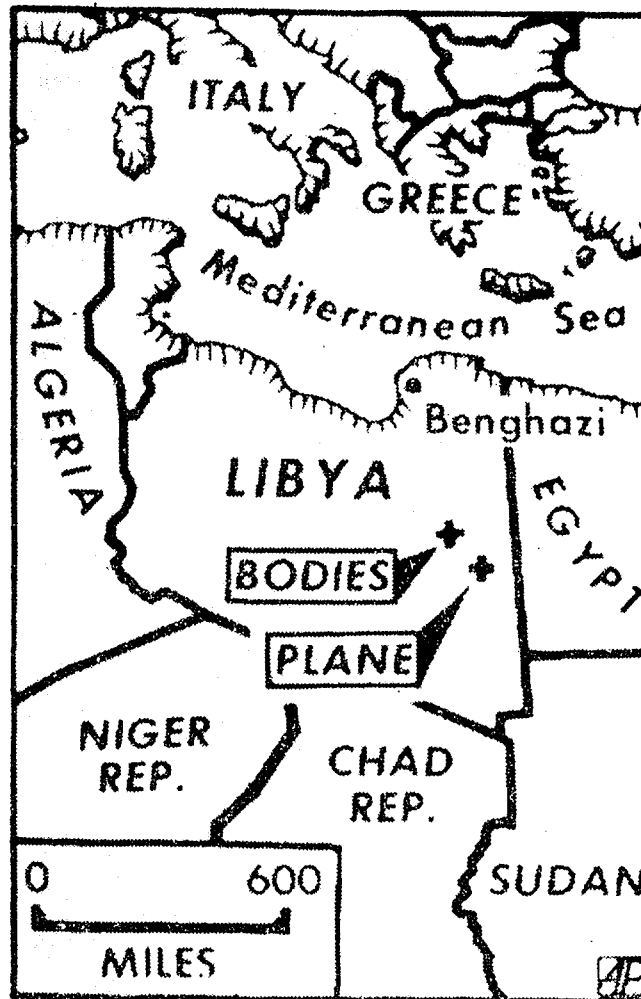 ITALY
GREECE
Mediterranean Sea
ALGERIA
Benghazi
LIBYA
EGYPT
BODIES
PLANE
NIGER
REP.
CHAD
REP.
0 600
MILES
SUDAN
AP